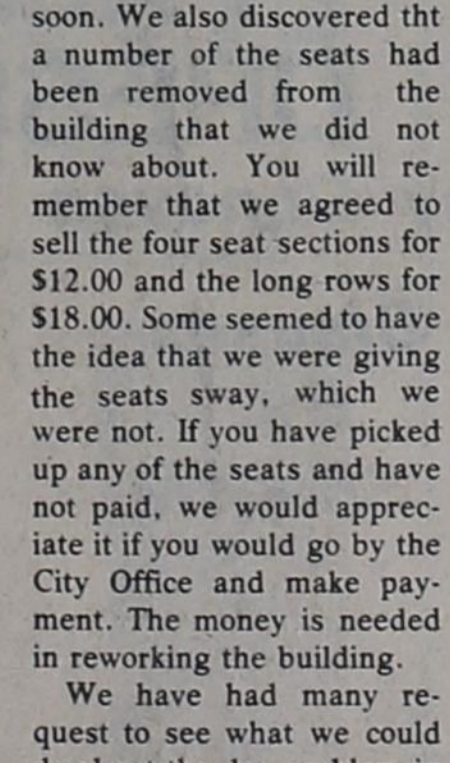 soon. We also discovered tht
a number of the seats had
been removed from the
building that we did not
know about. You will re-
member that we agreed to
sell the four seat sections for
$12.00 and the long rows for
$18.00. Some seemed to have
the idea that we were giving
the seats sway, which we
were not. If you have picked
up any of the seats and have
not paid, we would apprec-
iate it if you would go by the
City Office and make pay-
ment. The money is needed
in reworking the building.
We have had many re-
quest to see what we could